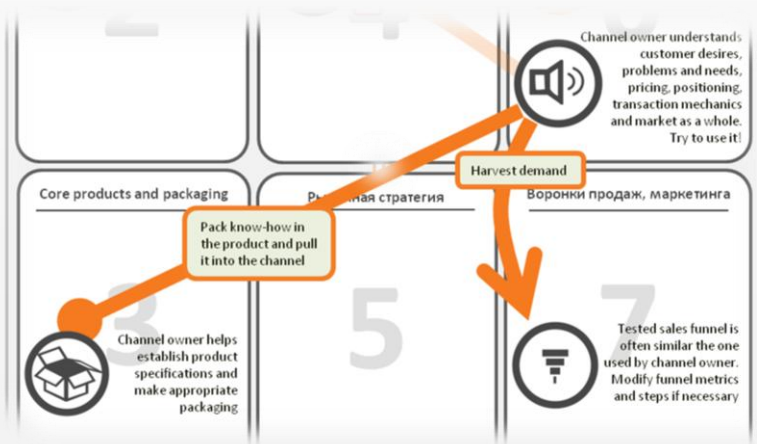 2
4
6
Channel owner understands
customer desires,
problems and needs,
pricing, positioning,
transaction mechanics
and market as a whole.
Try to use it!
Harvest demand
Core products and packaging
стратегия
Воронки продаж, маркетинга
Pack know-how in
the product and pull
it into the channel
3
5
7
Channel owner helps
establish product
specifications and
make appropriate
packaging
Tested sales funnel is
often similar the one
used by channel owner.
Modify funnel metrics
and steps if necessary